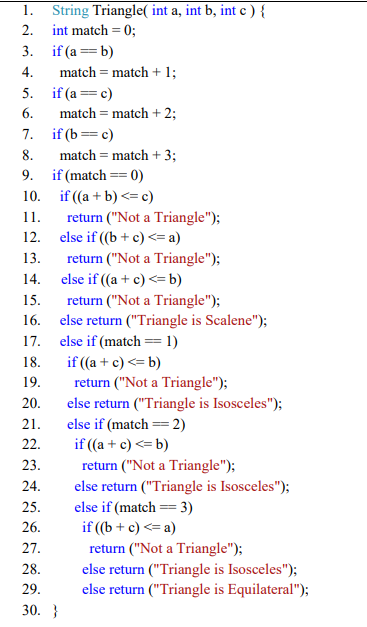 1. String Triangle( int a, int b, int c ) {
2. int match = 0;
3. if (a == b)
4. match = match + 1;
5. if (a == c)
6. match = match + 2;
7. if (b == c)
8. match = match + 3;
9. if (match == 0)
10. if ((a + b) <= c)
11. return ("Not a Triangle");
12. else if ((b + c) <= a)
13. return ("Not a Triangle");
14. else if ((a + c) <= b)
15. return ("Not a Triangle");
16. else return ("Triangle is Scalene");
17. else if (match == 1)
18. if ((a + c) <= b)
19. return ("Not a Triangle");
20. else return ("Triangle is Isosceles");
21. else if (match == 2)
22. if ((a + c) <= b)
23. return ("Not a Triangle");
24. else return ("Triangle is Isosceles");
25. else if (match == 3)
26. if ((b + c) <= a)
27. return ("Not a Triangle");
28. else return ("Triangle is Isosceles");
29. else return ("Triangle is Equilateral");
30. }